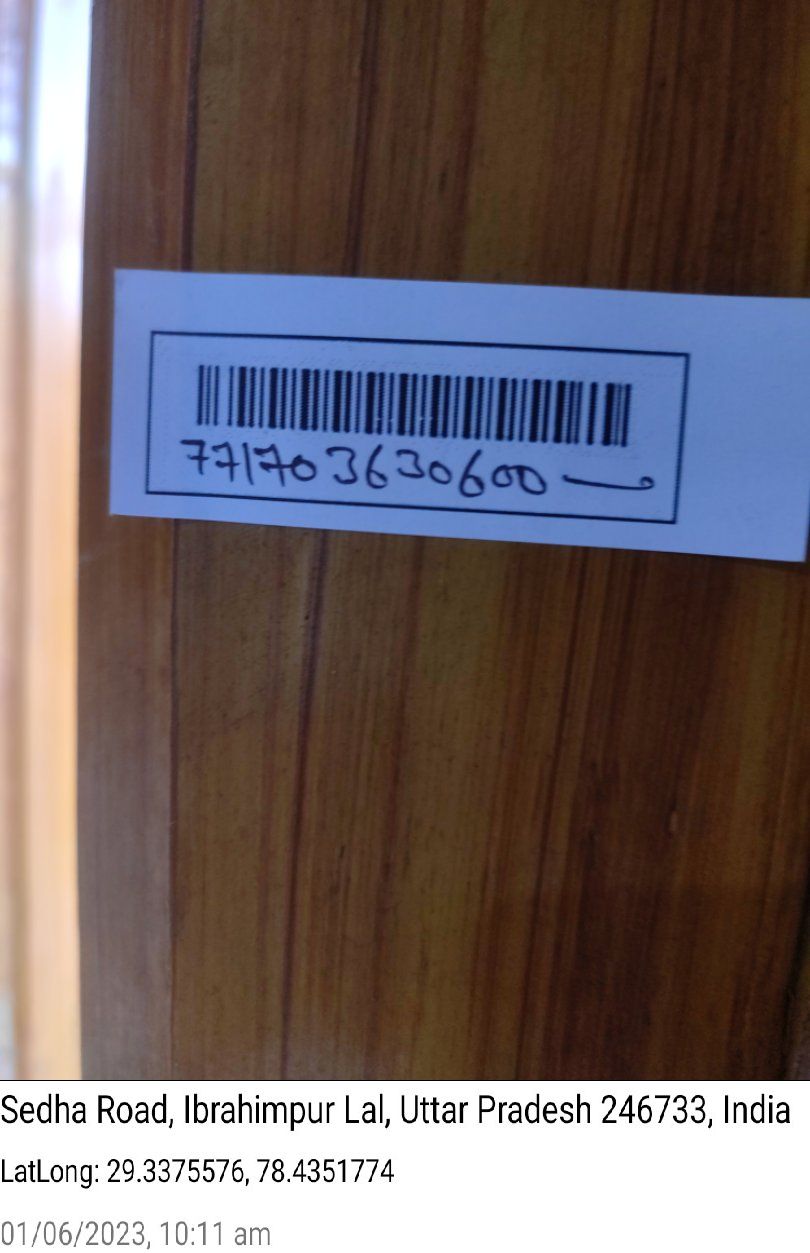 771703630600
Sedha Road, Ibrahimpur Lal, Uttar Pradesh 246733, India
LatLong: 29.3375576, 78.4351774
01/06/2023, 10:11 am